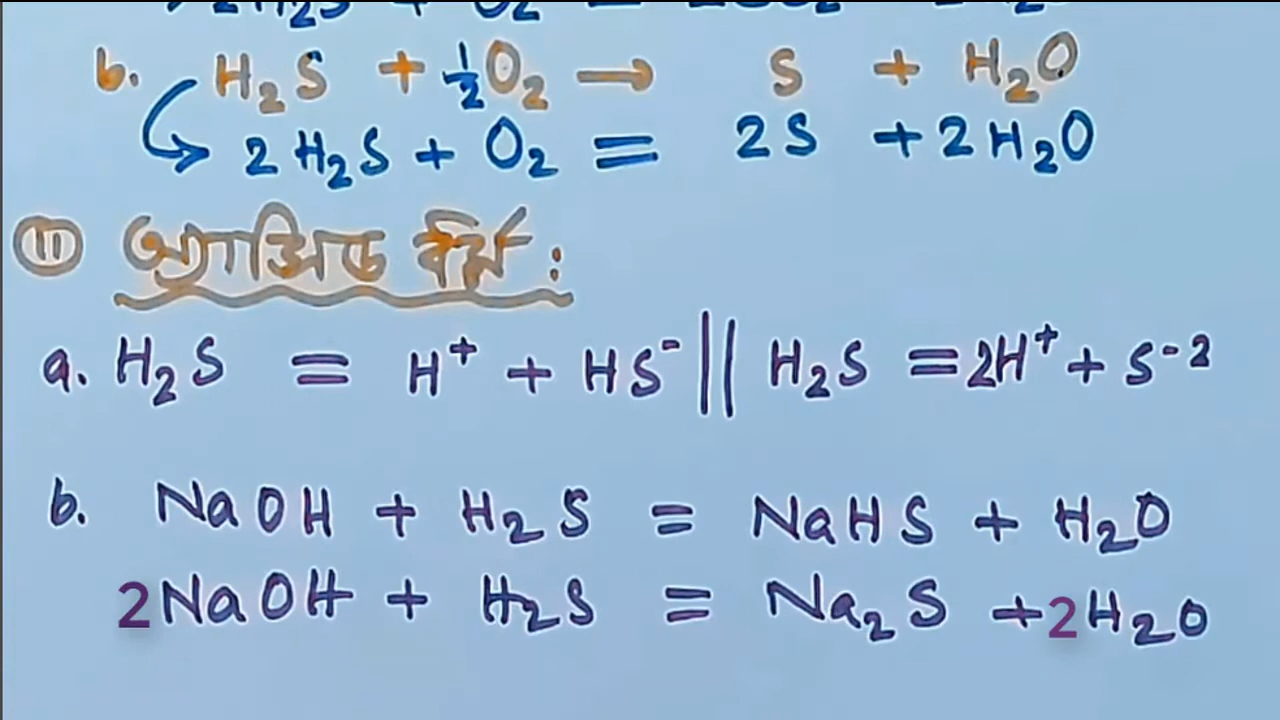 b. H₂S + ½O₂ → S + H₂O
2H₂S + O₂ = 2S + 2H₂O
(II) অ্যাসিড ধর্ম :
a. H₂S = H⁺ + HS⁻ || H₂S = 2H⁺ + S⁻²
b. NaOH + H₂S = NaHS + H₂O
2NaOH + H₂S = Na₂S + 2H₂O